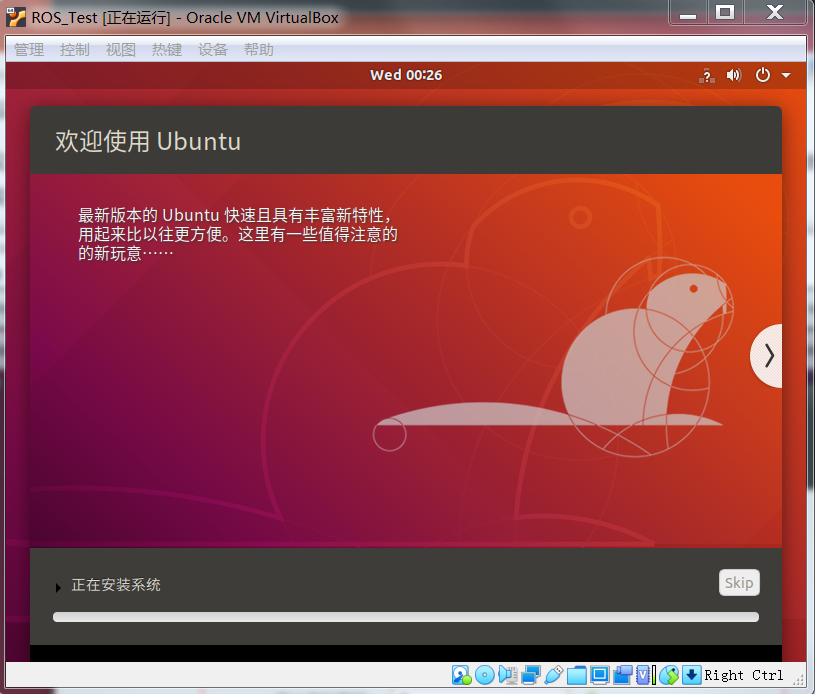 ROS_Test [正在运行] - Oracle VM VirtualBox
管理 控制 视图 热键 设备 帮助
Wed 00:26
欢迎使用 Ubuntu
最新版本的 Ubuntu 快速且具有丰富新特性，
用起来比以往更方便。这里有一些值得注意的
的新玩意……
正在安装系统
Skip
Right Ctrl